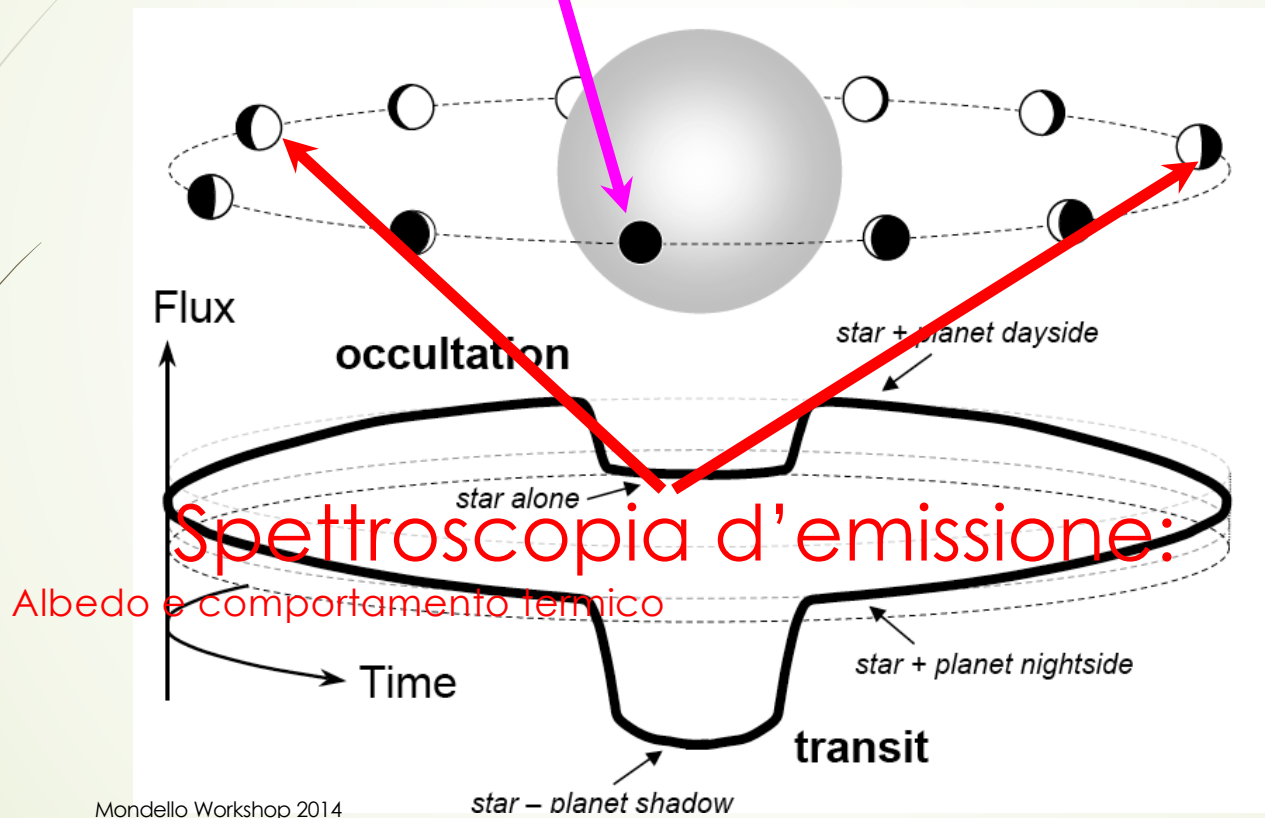 Flux
occultation
star + planet dayside
star alone
Spettroscopia d’emissione:
Albedo e comportamento termico
star + planet nightside
Time
transit
star – planet shadow
Mondello Workshop 2014